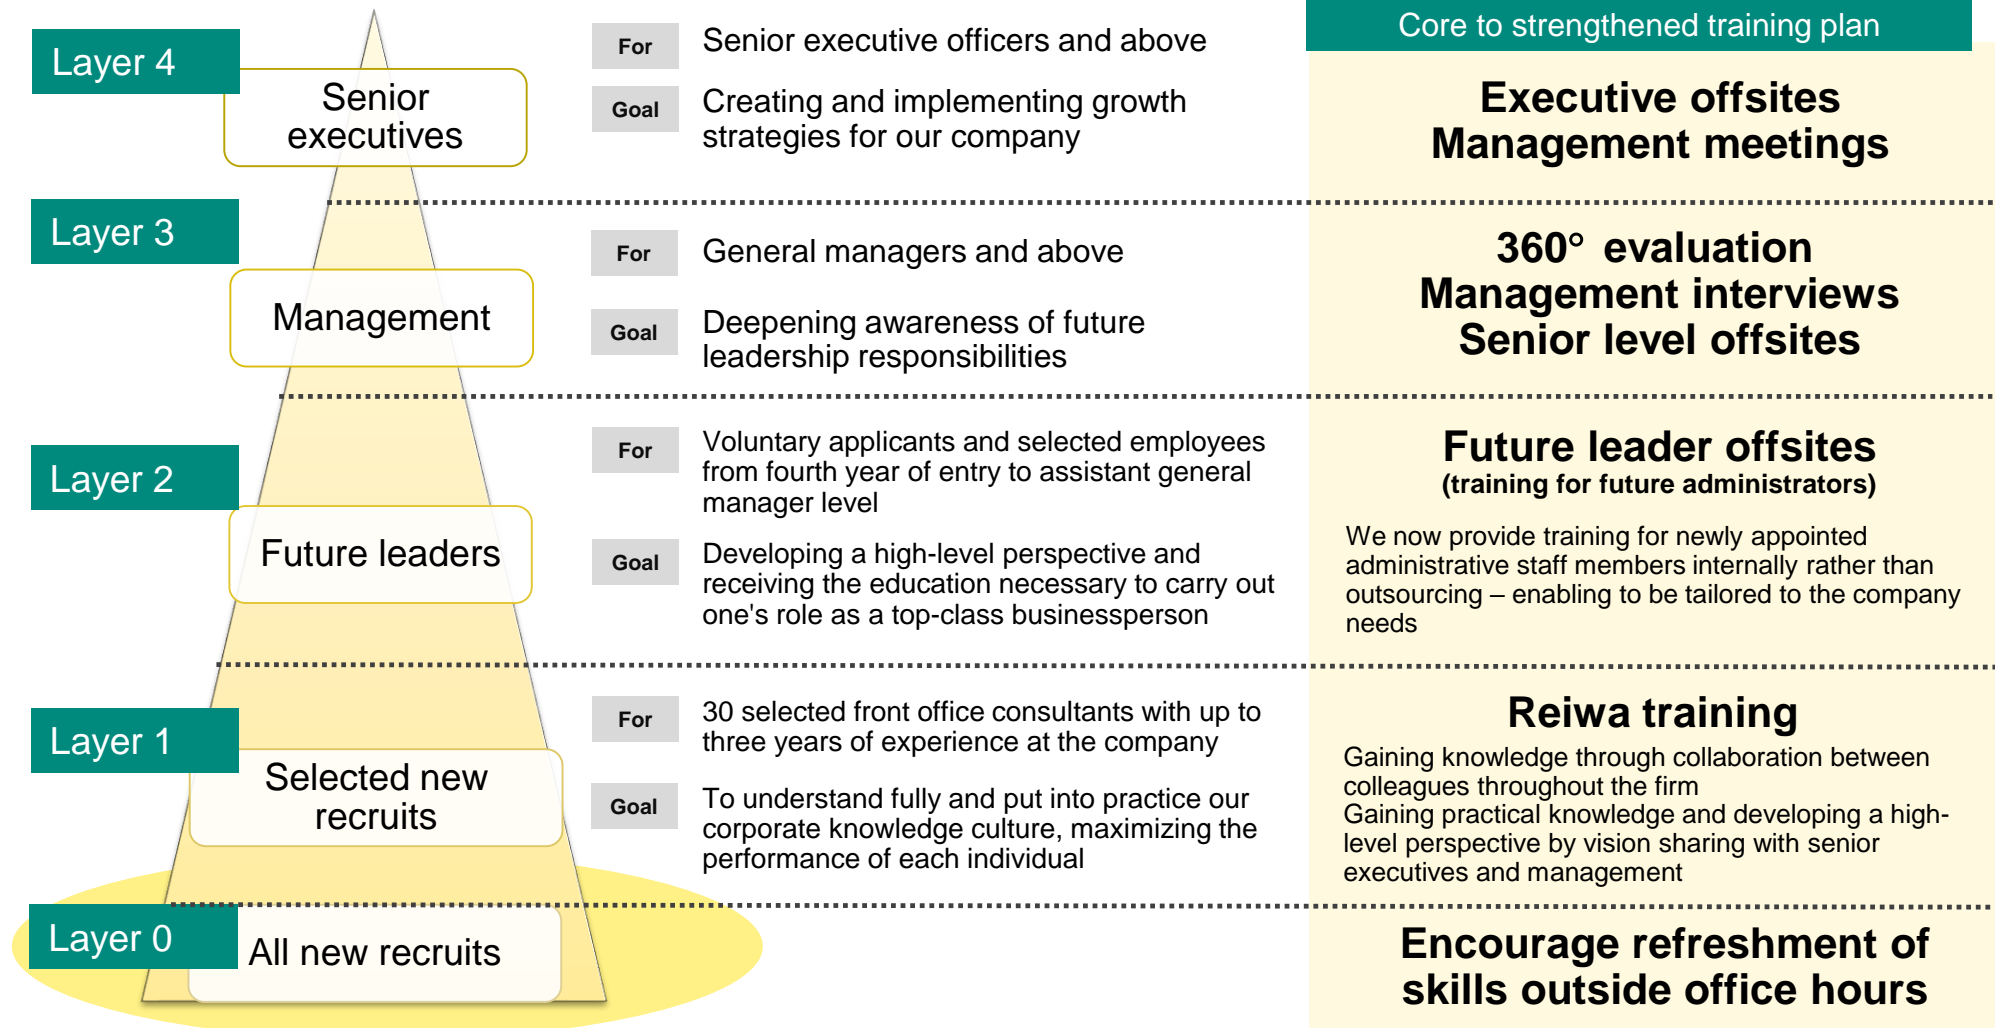 Core to strengthened training plan
Layer 4
Senior
executives
For
Senior executive officers and above
Goal
Creating and implementing growth
strategies for our company
Executive offsites
Management meetings
Layer 3
Management
For
General managers and above
Goal
Deepening awareness of future
leadership responsibilities
360° evaluation
Management interviews
Senior level offsites
Layer 2
Future leaders
For
Voluntary applicants and selected employees
from fourth year of entry to assistant general
manager level
Goal
Developing a high-level perspective and
receiving the education necessary to carry out
one's role as a top-class businessperson
Future leader offsites
(training for future administrators)
We now provide training for newly appointed
administrative staff members internally rather than
outsourcing – enabling to be tailored to the company
needs
Layer 1
Selected new
recruits
For
30 selected front office consultants with up to
three years of experience at the company
Goal
To understand fully and put into practice our
corporate knowledge culture, maximizing the
performance of each individual
Reiwa training
Gaining knowledge through collaboration between
colleagues throughout the firm
Gaining practical knowledge and developing a high-
level perspective by vision sharing with senior
executives and management
Layer 0
All new recruits
Encourage refreshment of
skills outside office hours